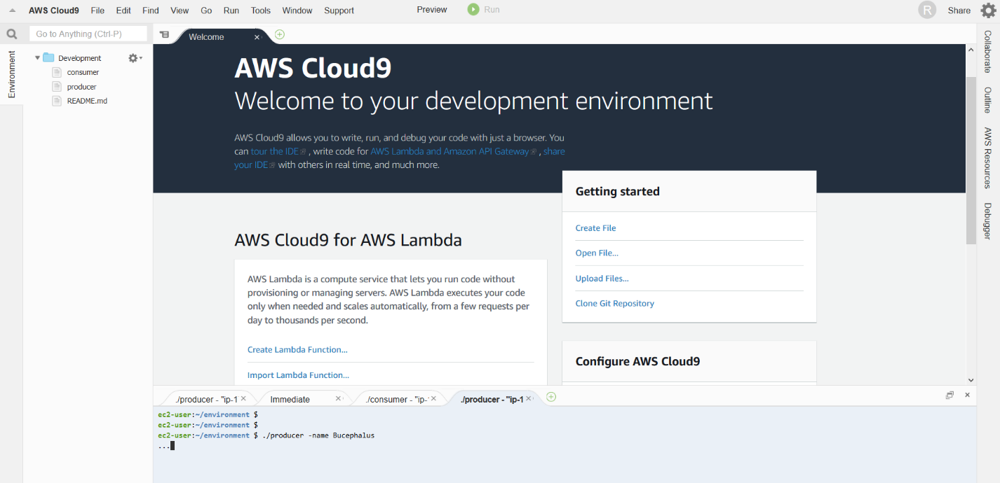 AWS Cloud9 File Edit Find View Go Run Tools Window Support Preview Run R Share
Go to Anything (Ctrl-P)
Environment
Development
consumer
producer
README.md
Welcome
AWS Cloud9
Welcome to your development environment
AWS Cloud9 allows you to write, run, and debug your code with just a browser. You
can tour the IDE , write code for AWS Lambda and Amazon API Gateway , share
your IDE with others in real time, and much more.
AWS Cloud9 for AWS Lambda
AWS Lambda is a compute service that lets you run code without
provisioning or managing servers. AWS Lambda executes your code
only when needed and scales automatically, from a few requests per
day to thousands per second.
Create Lambda Function...
Import Lambda Function...
Getting started
Create File
Open File...
Upload Files...
Clone Git Repository
Configure AWS Cloud9
Collaborate
Outline
AWS Resources
Debugger
./producer - "ip-1 Immediate ./consumer - "ip- ./producer - "ip-1
ec2-user:~/environment $
ec2-user:~/environment $
ec2-user:~/environment $ ./producer -name Bucephalus
...